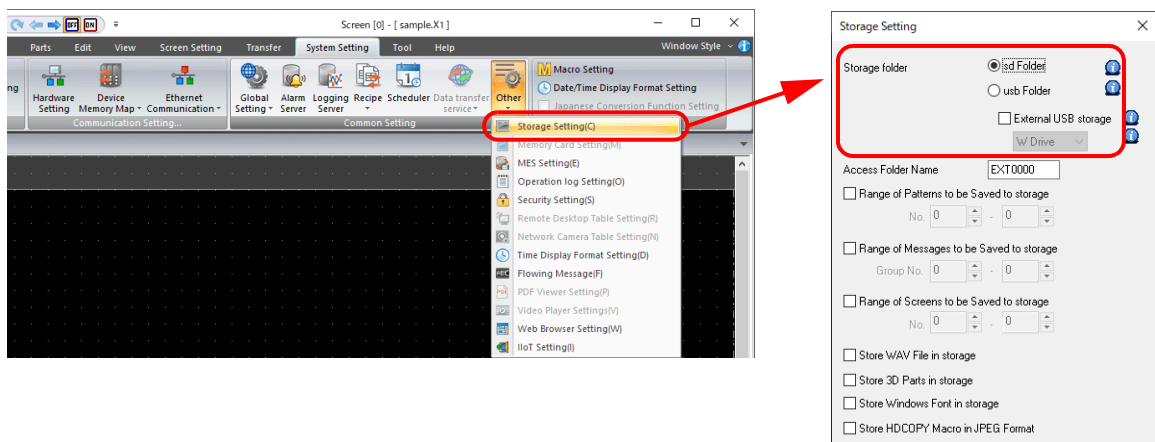 OFF ON
Screen [0] - [ sample.X1 ]
Parts Edit View Screen Setting Transfer System Setting Tool Help Window Style
ng
Hardware Setting
Device Memory Map
Ethernet Communication
Communication Setting...
Global Setting
Alarm Server
Logging Server
Recipe
Scheduler
Data transfer service
Other
Common Setting
Macro Setting
Date/Time Display Format Setting
Japanese Conversion Function Setting
Storage Setting(C)
Memory Card Setting(M)
MES Setting(E)
Operation log Setting(O)
Security Setting(S)
Remote Desktop Table Setting(R)
Network Camera Table Setting(N)
Time Display Format Setting(D)
Flowing Message(F)
PDF Viewer Setting(P)
Video Player Settings(V)
Web Browser Setting(W)
IIoT Setting(I)
Storage Setting
Storage folder
sd Folder
usb Folder
External USB storage
W Drive
Access Folder Name EXT0000
Range of Patterns to be Saved to storage
No. 0 - 0
Range of Messages to be Saved to storage
Group No. 0 - 0
Range of Screens to be Saved to storage
No. 0 - 0
Store WAV File in storage
Store 3D Parts in storage
Store Windows Font in storage
Store HDCOPY Macro in JPEG Format